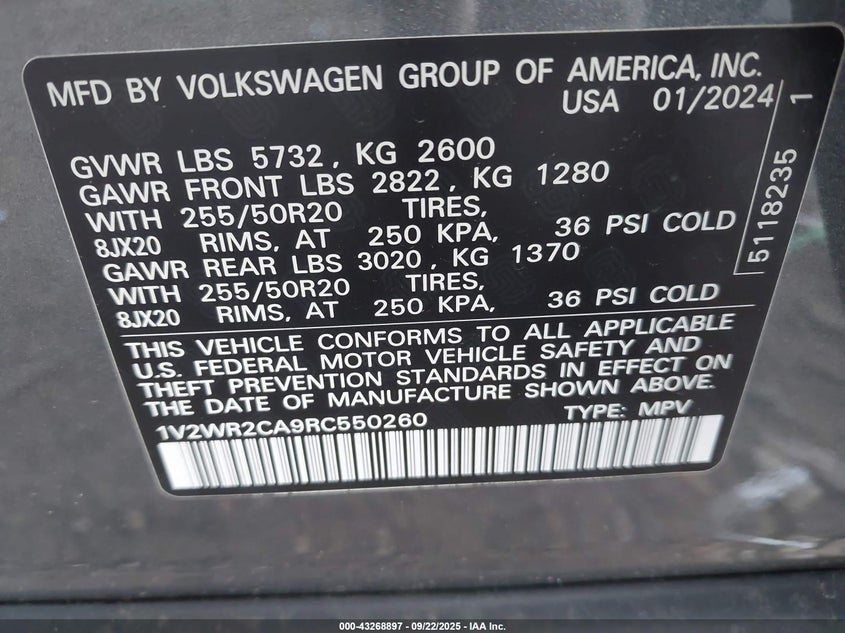 MFD BY VOLKSWAGEN GROUP OF AMERICA, INC.
USA 01/2024
GVWR LBS 5732, KG 2600
GAWR FRONT LBS 2822, KG 1280
WITH 255/50R20 TIRES,
8JX20 RIMS, AT 250 KPA, 36 PSI COLD
GAWR REAR LBS 3020, KG 1370
WITH 255/50R20 TIRES,
8JX20 RIMS, AT 250 KPA, 36 PSI COLD
THIS VEHICLE CONFORMS TO ALL APPLICABLE
U.S. FEDERAL MOTOR VEHICLE SAFETY AND
THEFT PREVENTION STANDARDS IN EFFECT ON
THE DATE OF MANUFACTURE SHOWN ABOVE.
1V2WR2CA9RC550260 TYPE: MPV
5118235 1
000-43268897 - 09/22/2025 - IAA Inc.